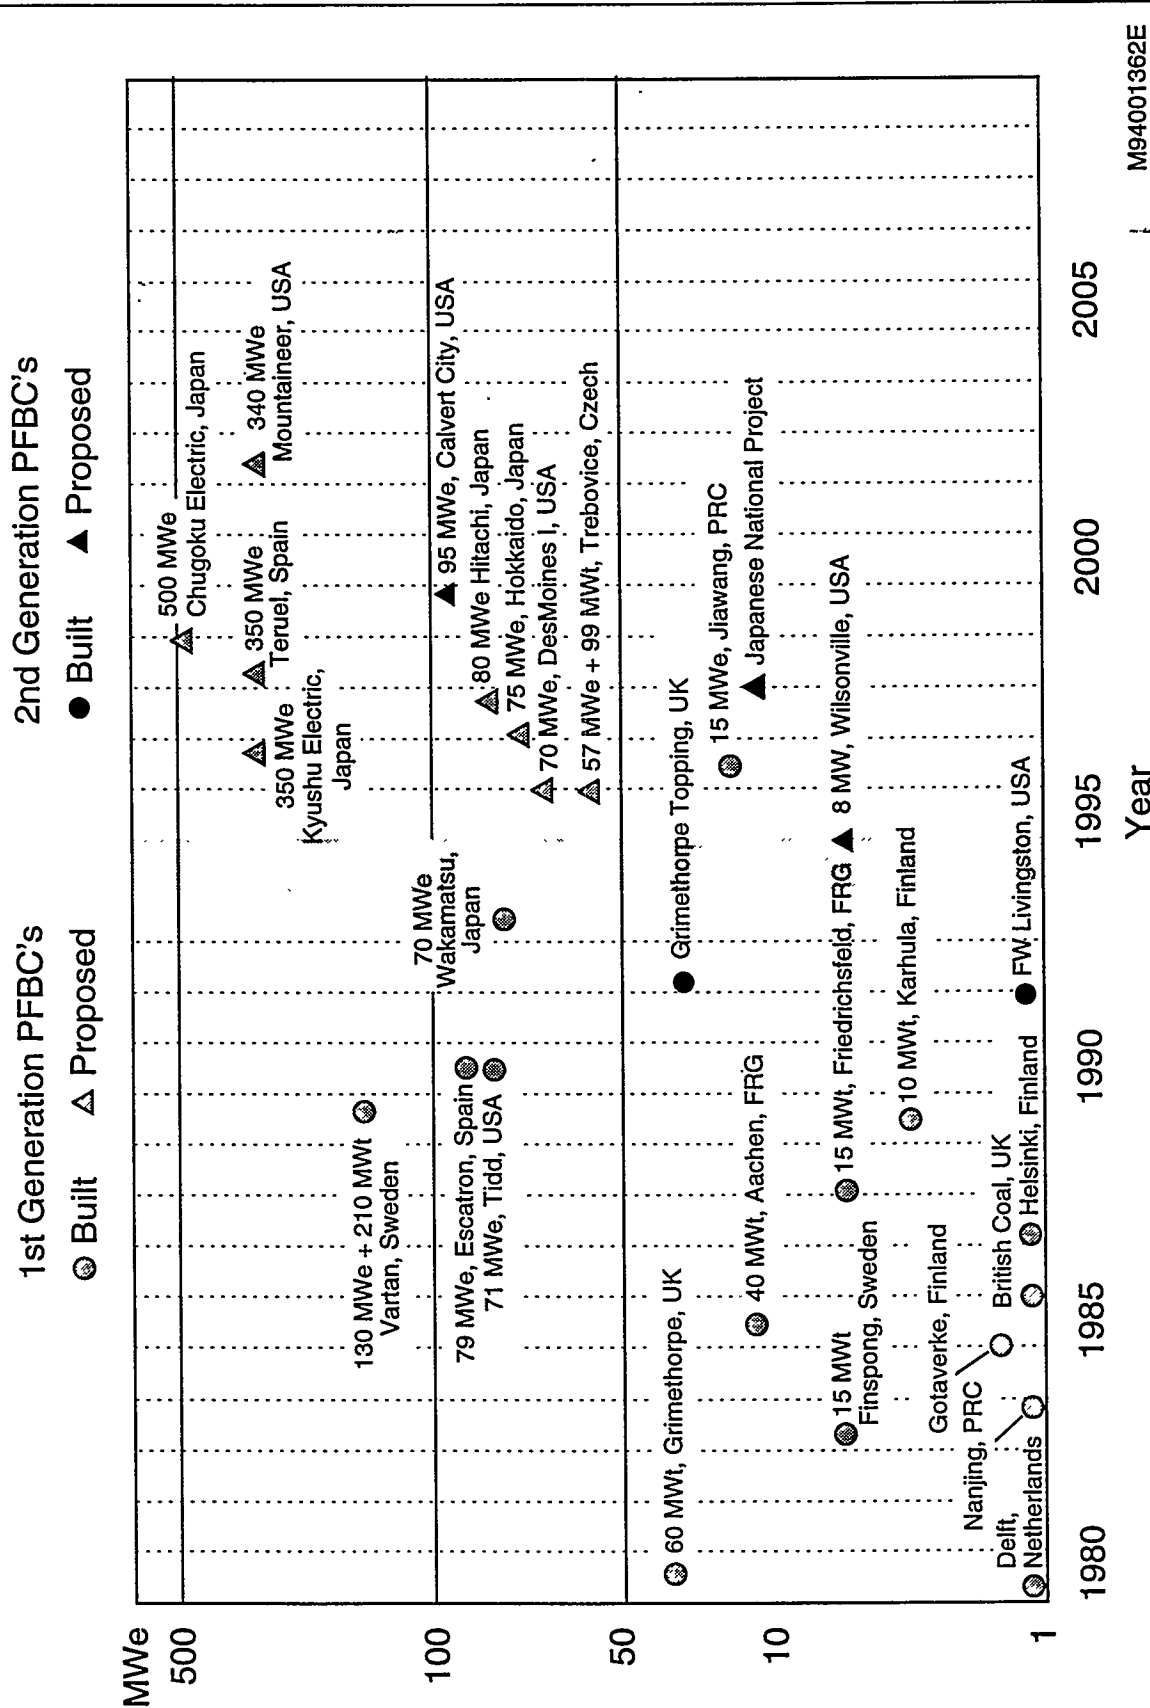 1st Generation PFBC's
Built
Proposed
2nd Generation PFBC's
Built
Proposed
MWe
500
100
50
10
1
500 MWe
Chugoku Electric, Japan
350 MWe
Kyushu Electric,
Japan
350 MWe
Teruel, Spain
340 MWe
Mountaineer, USA
130 MWe + 210 MWt
Vartan, Sweden
79 MWe, Escatron, Spain
71 MWe, Tidd, USA
70 MWe
Wakamatsu,
Japan
95 MWe, Calvert City, USA
80 MWe Hitachi, Japan
75 MWe, Hokkaido, Japan
70 MWe, DesMoines I, USA
57 MWe + 99 MWt, Trebovice, Czech
60 MWt, Grimethorpe, UK
Grimethorpe Topping, UK
15 MWe, Jiawang, PRC
40 MWt, Aachen, FRG
Japanese National Project
15 MWt
Finspong, Sweden
15 MWt, Friedrichsfeld, FRG
8 MW, Wilsonville, USA
10 MWt, Karhula, Finland
Gotaverke, Finland
Nanjing, PRC
British Coal, UK
Delft,
Netherlands
Helsinki, Finland
FW Livingston, USA
1980
1985
1990
1995
2000
2005
Year
M94001362E